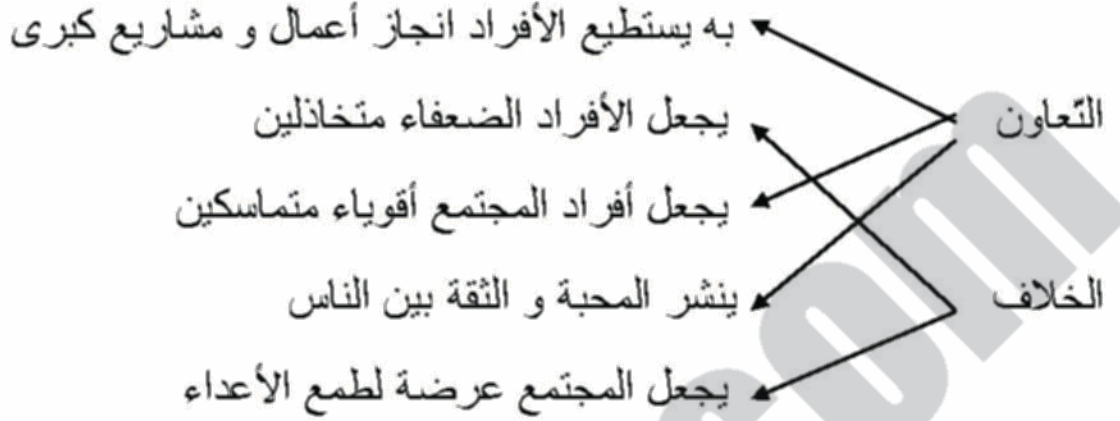 به يستطيع الأفراد انجاز أعمال و مشاريع كبرى
التّعاون
يجعل الأفراد الضعفاء متخاذلين
يجعل أفراد المجتمع أقوياء متماسكين
الخلاف
ينشر المحبة و الثقة بين الناس
يجعل المجتمع عرضة لطمع الأعداء
com